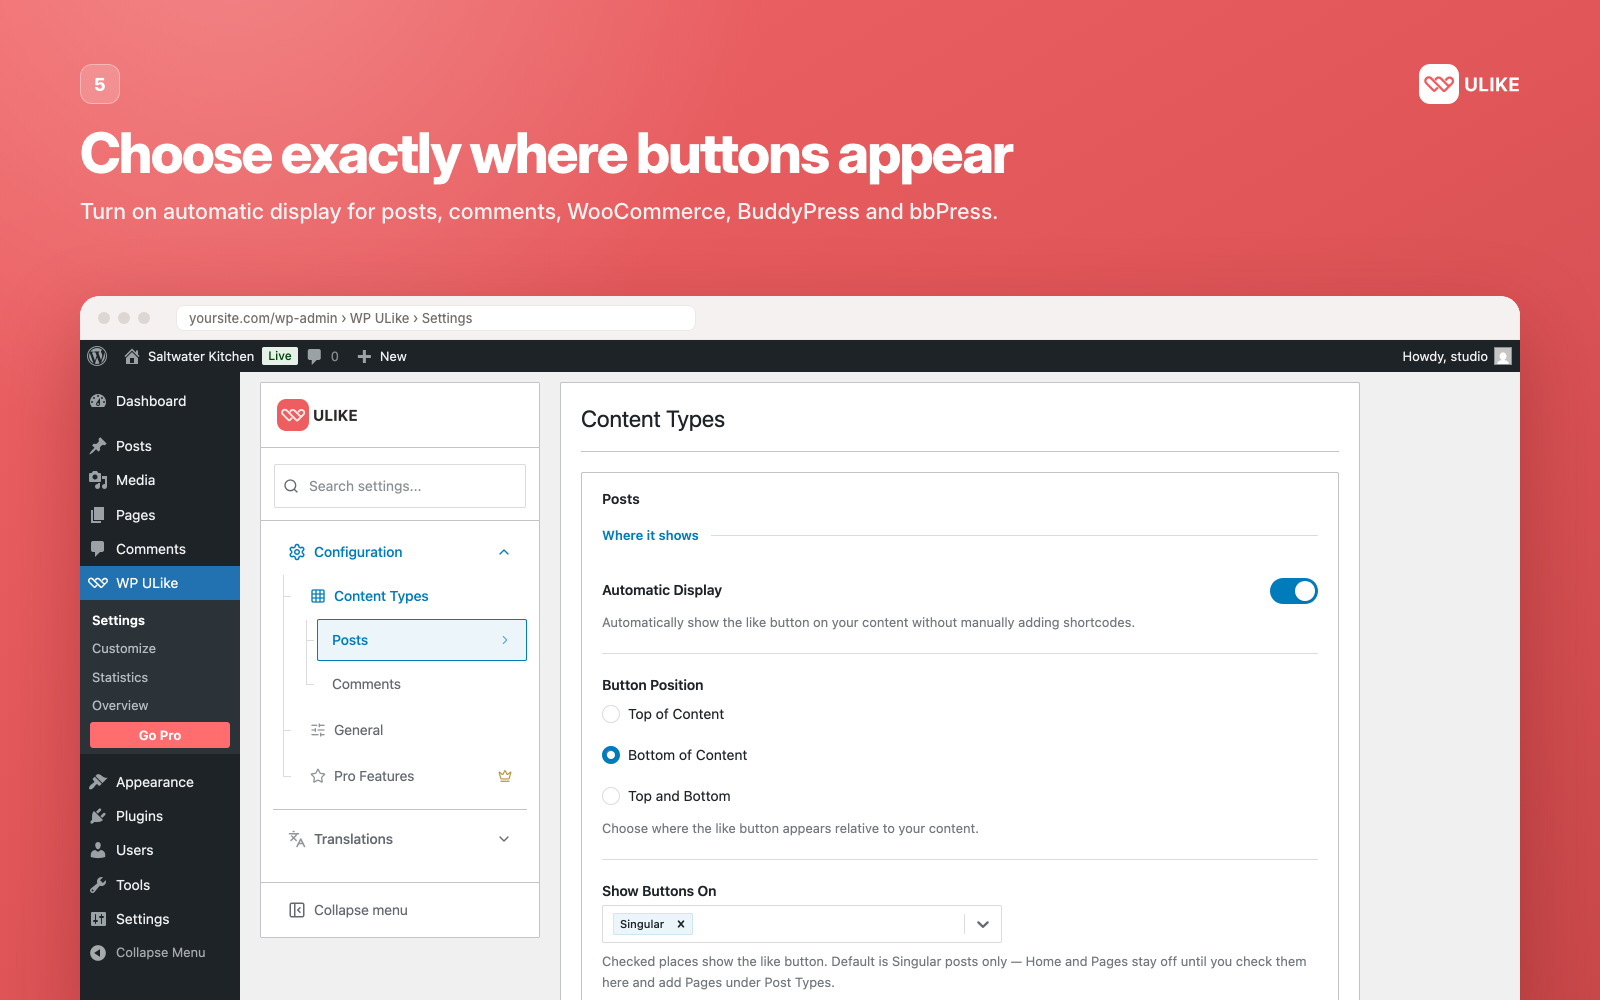 5
ULIKE
Choose exactly where buttons appear
Turn on automatic display for posts, comments, WooCommerce, BuddyPress and bbPress.
yoursite.com/wp-admin › WP ULike › Settings
Saltwater Kitchen Live 0 New
Howdy, studio
Dashboard
Posts
Media
Pages
Comments
WP ULike
Settings
Customize
Statistics
Overview
Go Pro
Appearance
Plugins
Users
Tools
Settings
Collapse Menu
ULIKE
Search settings...
Configuration
Content Types
Posts
Comments
General
Pro Features
Translations
Collapse menu
Content Types
Posts
Where it shows
Automatic Display
Automatically show the like button on your content without manually adding shortcodes.
Button Position
Top of Content
Bottom of Content
Top and Bottom
Choose where the like button appears relative to your content.
Show Buttons On
Singular
Checked places show the like button. Default is Singular posts only — Home and Pages stay off until you check them
here and add Pages under Post Types.